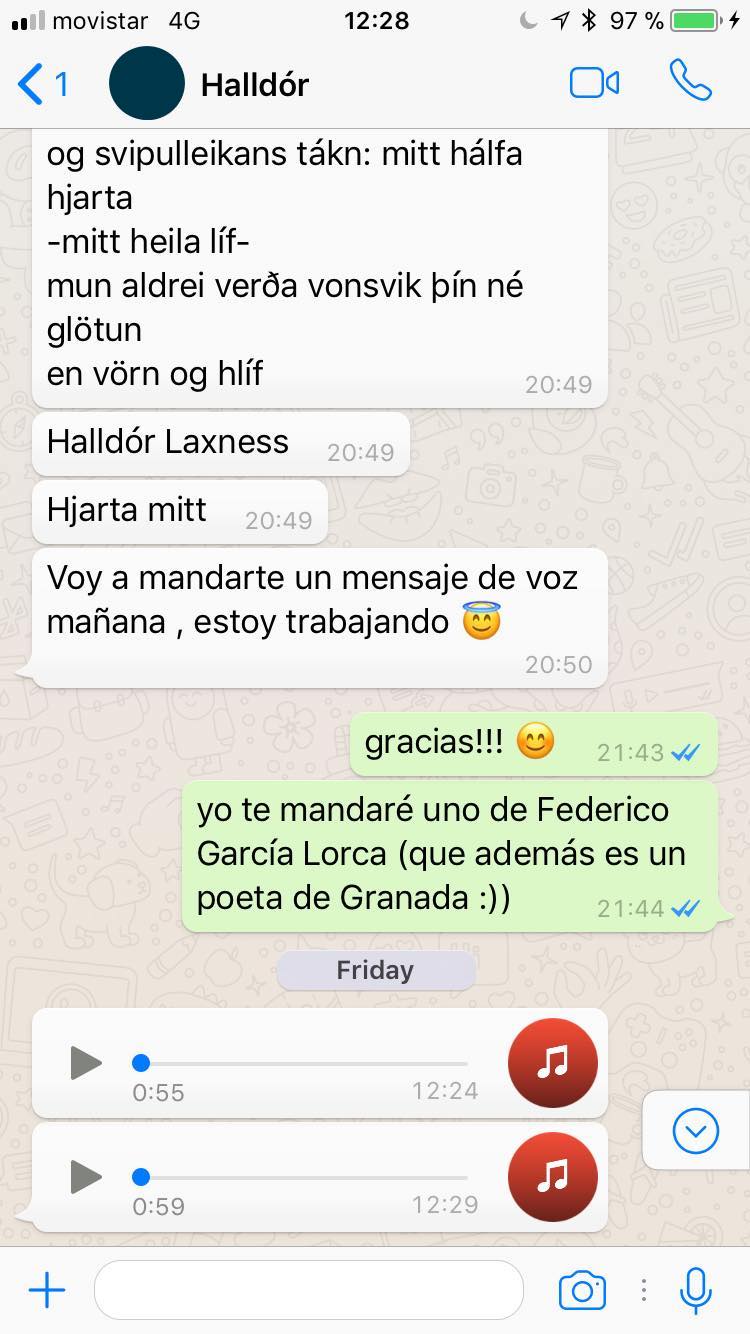 movistar 4G 12:28 97 %
1 Halldór
og svipulleikans tákn: mitt hálfa
hjarta
-mitt heila líf-
mun aldrei verða vonsvik þín né
glötun
en vörn og hlíf 20:49
Halldór Laxness 20:49
Hjarta mitt 20:49
Voy a mandarte un mensaje de voz
mañana , estoy trabajando 😇
20:50
gracias!!! 😊 21:43
yo te mandaré uno de Federico
García Lorca (que además es un
poeta de Granada :)) 21:44
Friday
0:55 12:24
0:59 12:29